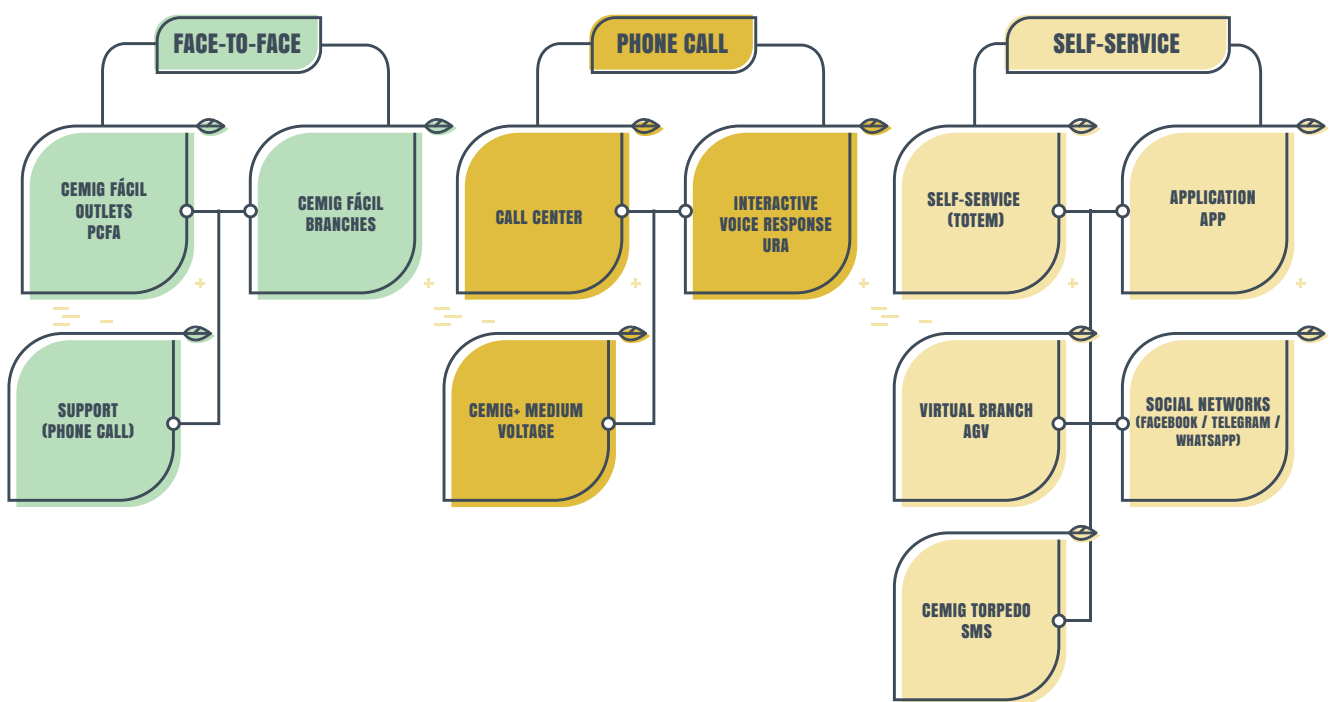 FACE-TO-FACE
CEMIG FÁCIL
OUTLETS
PCFA
CEMIG FÁCIL
BRANCHES
SUPPORT
(PHONE CALL)
PHONE CALL
CALL CENTER
INTERACTIVE
VOICE RESPONSE
URA
CEMIG+ MEDIUM
VOLTAGE
SELF-SERVICE
SELF-SERVICE
(TOTEM)
APPLICATION
APP
VIRTUAL BRANCH
AGV
SOCIAL NETWORKS
(FACEBOOK / TELEGRAM /
WHATSAPP)
CEMIG TORPEDO
SMS